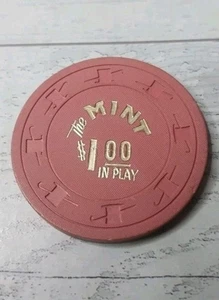 The MINT
$1.00
IN PLAY